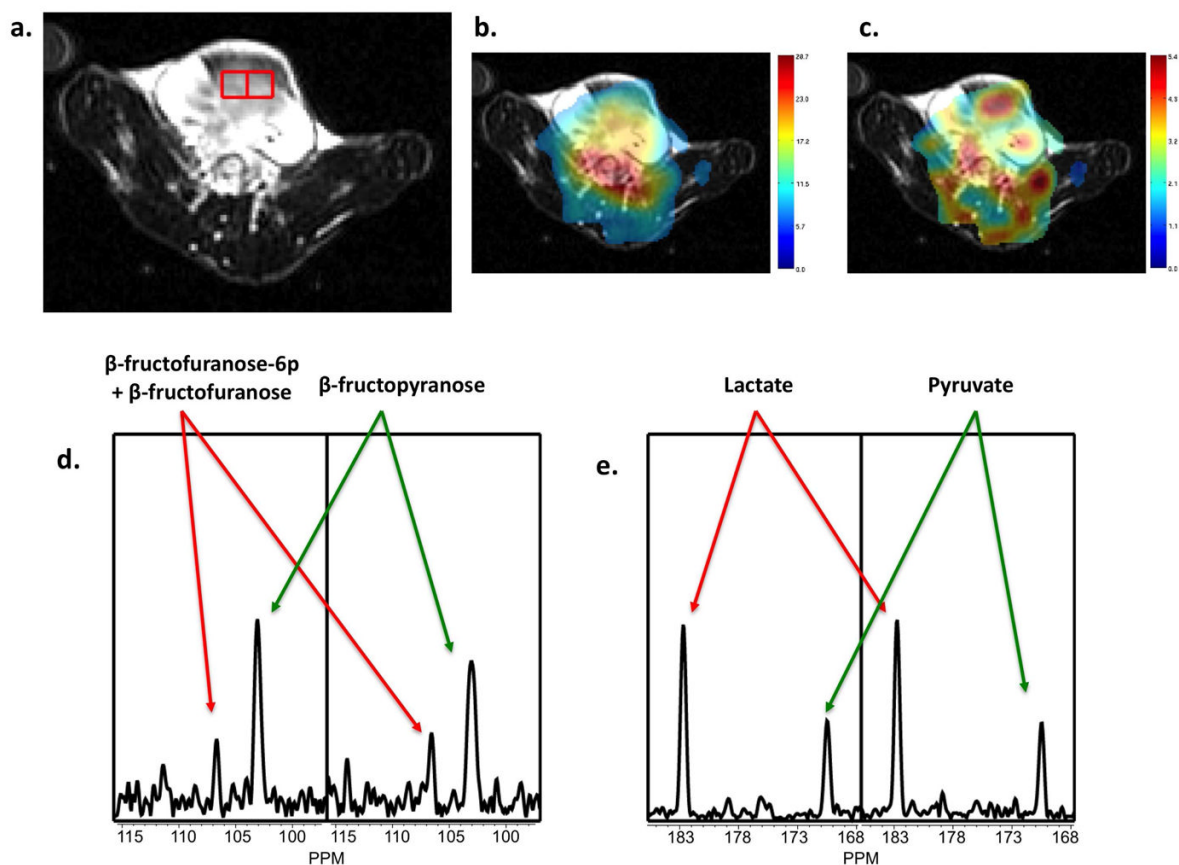 a.
b.
c.
28.7
23.0
17.2
11.5
5.7
0.0
5.4
4.3
3.2
2.1
1.1
0.0
β-fructofuranose-6p
+ β-fructofuranose
β-fructopyranose
Lactate
Pyruvate
d.
e.
115 110 105 100 115 110 105 100
PPM
183 178 173 168 183 178 173 168
PPM